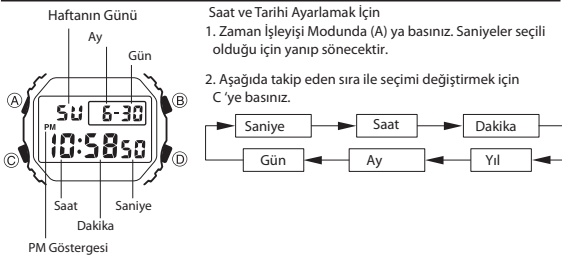 Haftanın Günü
Ay
Gün
A
B
SU 6-30
PM
10:58 50
C
D
Saat
Saniye
Dakika
PM Göstergesi
Saat ve Tarihi Ayarlamak İçin
1. Zaman İşleyişi Modunda (A) ya basınız. Saniyeler seçili
olduğu için yanıp sönecektir.
2. Aşağıda takip eden sıra ile seçimi değiştirmek için
C ‘ye basınız.
Saniye Saat Dakika
Gün Ay Yıl